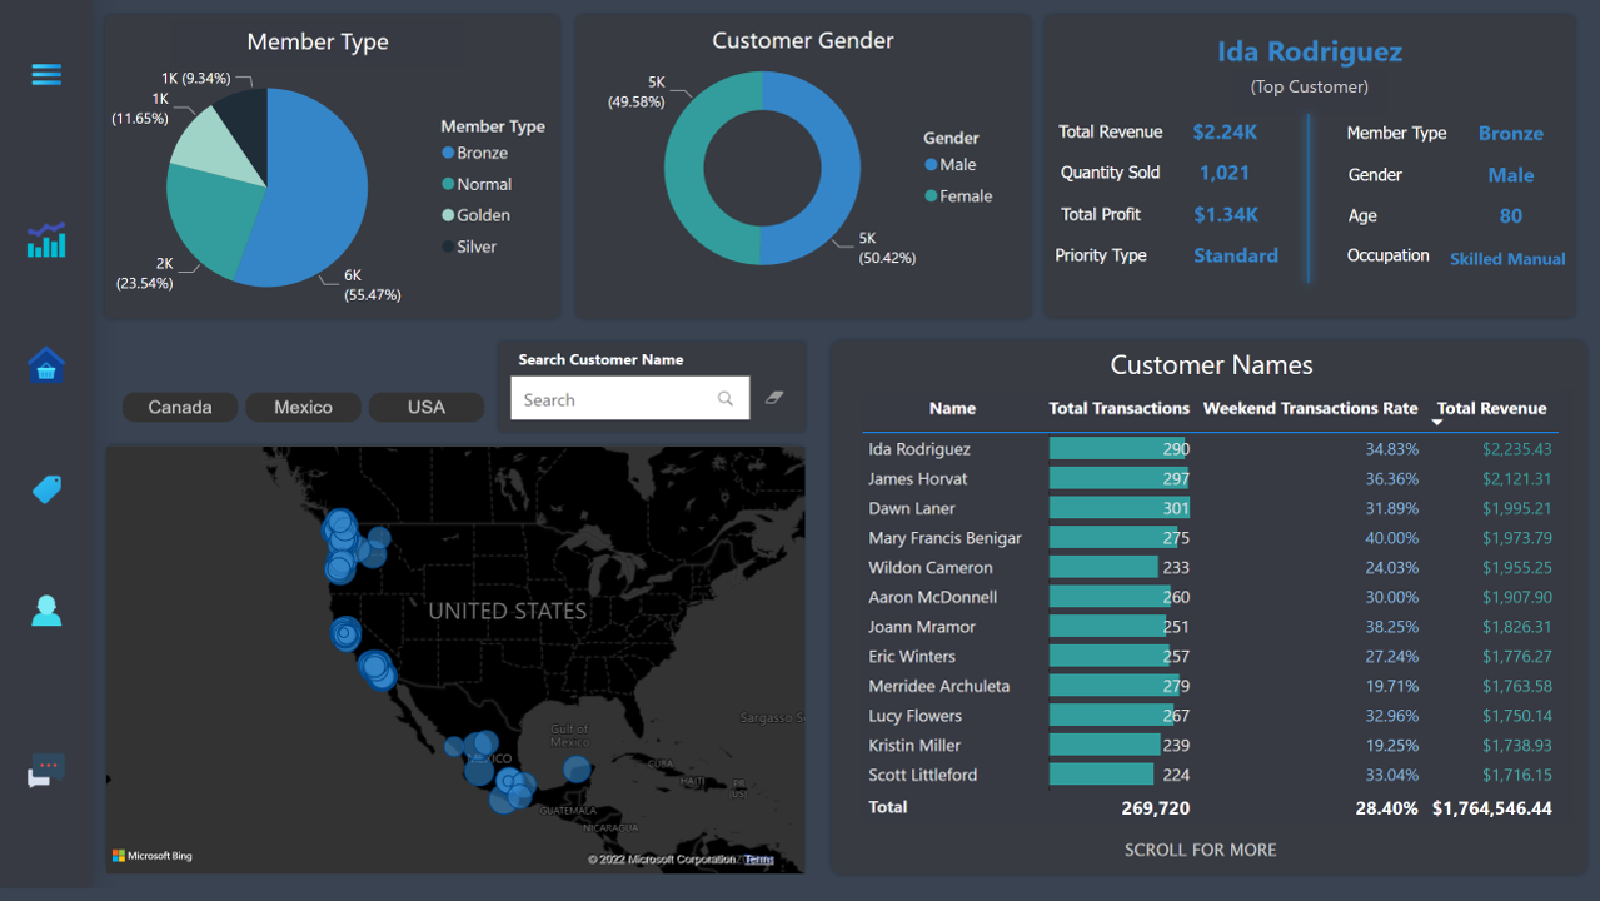 Member Type
1K (9.34%)
1K
(11.65%)
2K
(23.54%)
6K
(55.47%)
Member Type
Bronze
Normal
Golden
Silver
Customer Gender
5K
(49.58%)
5K
(50.42%)
Gender
Male
Female
Ida Rodriguez
(Top Customer)
Total Revenue $2.24K
Quantity Sold 1,021
Total Profit $1.34K
Priority Type Standard
Member Type Bronze
Gender Male
Age 80
Occupation Skilled Manual
Canada Mexico USA
Search Customer Name
Search
UNITED STATES
Gulf of
Mexico
MEXICO
Sargasso S
CUBA
HAITI
PR
(US)
GUATEMALA
NICARAGUA
Microsoft Bing
© 2022 Microsoft Corporation Terms
Customer Names
Name Total Transactions Weekend Transactions Rate Total Revenue
Ida Rodriguez 290 34.83% $2,235.43
James Horvat 297 36.36% $2,121.31
Dawn Laner 301 31.89% $1,995.21
Mary Francis Benigar 275 40.00% $1,973.79
Wildon Cameron 233 24.03% $1,955.25
Aaron McDonnell 260 30.00% $1,907.90
Joann Mramor 251 38.25% $1,826.31
Eric Winters 257 27.24% $1,776.27
Merridee Archuleta 279 19.71% $1,763.58
Lucy Flowers 267 32.96% $1,750.14
Kristin Miller 239 19.25% $1,738.93
Scott Littleford 224 33.04% $1,716.15
Total 269,720 28.40% $1,764,546.44
SCROLL FOR MORE